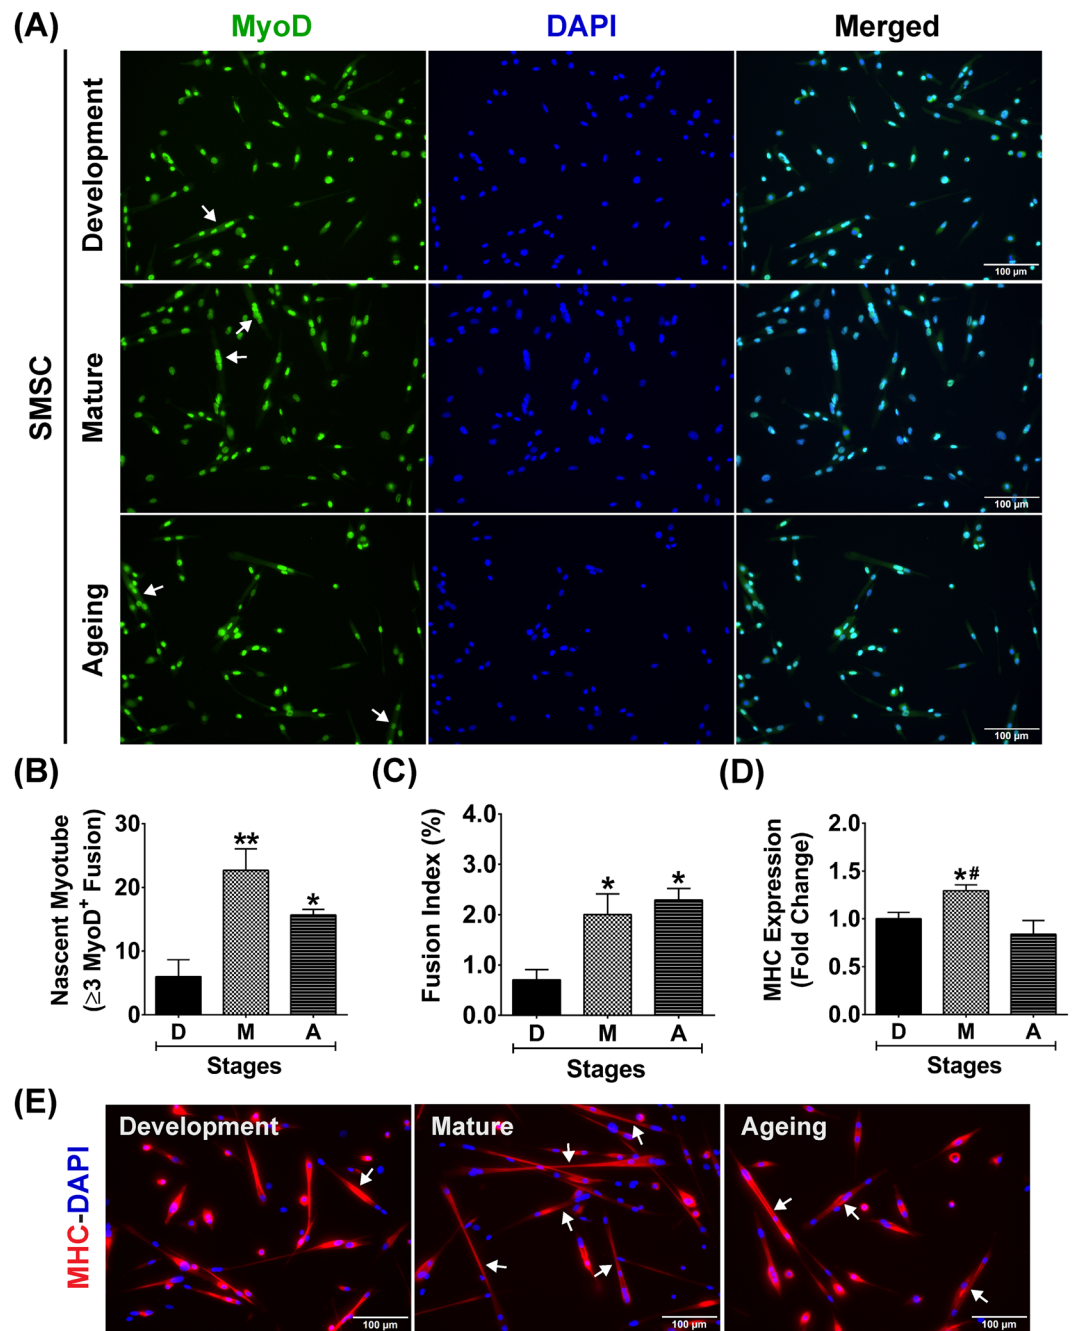 (A)
MyoD
DAPI
Merged
SMSC
Development
100 µm
Mature
100 µm
Ageing
100 µm
(B)
Nascent Myotube
(≥3 MyoD+ Fusion)
30
20
10
0
**
*
D
M
A
Stages
(C)
Fusion Index (%)
4.0
3.0
2.0
1.0
0.0
*
*
D
M
A
Stages
(D)
MHC Expression
(Fold Change)
2.0
1.5
1.0
0.5
0.0
*#
D
M
A
Stages
(E)
MHC-DAPI
Development
100 µm
Mature
100 µm
Ageing
100 µm